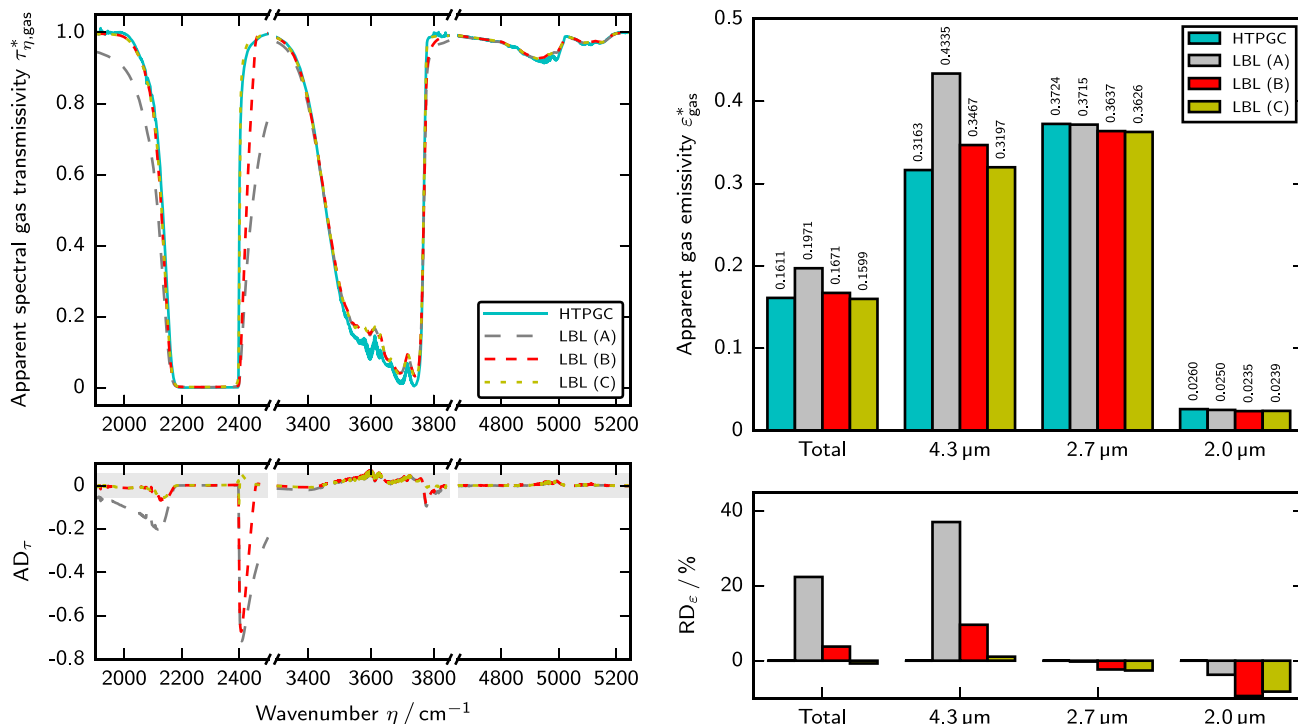 Apparent spectral gas transmissivity τ*η,gas
1.0
0.8
0.6
0.4
0.2
0
HTPGC
LBL (A)
LBL (B)
LBL (C)
2000 2200 2400 3400 3600 3800 4800 5000 5200
ADτ
0
-0.2
-0.4
-0.6
-0.8
2000 2200 2400 3400 3600 3800 4800 5000 5200
Wavenumber η / cm⁻¹
Apparent gas emissivity ε*gas
0.5
0.4
0.3
0.2
0.1
0
HTPGC
LBL (A)
LBL (B)
LBL (C)
0.1611 0.1971 0.1671 0.1599
0.3163 0.4335 0.3467 0.3197
0.3724 0.3715 0.3637 0.3626
0.0260 0.0250 0.0235 0.0239
Total 4.3 µm 2.7 µm 2.0 µm
RDε / %
40
20
0
Total 4.3 µm 2.7 µm 2.0 µm